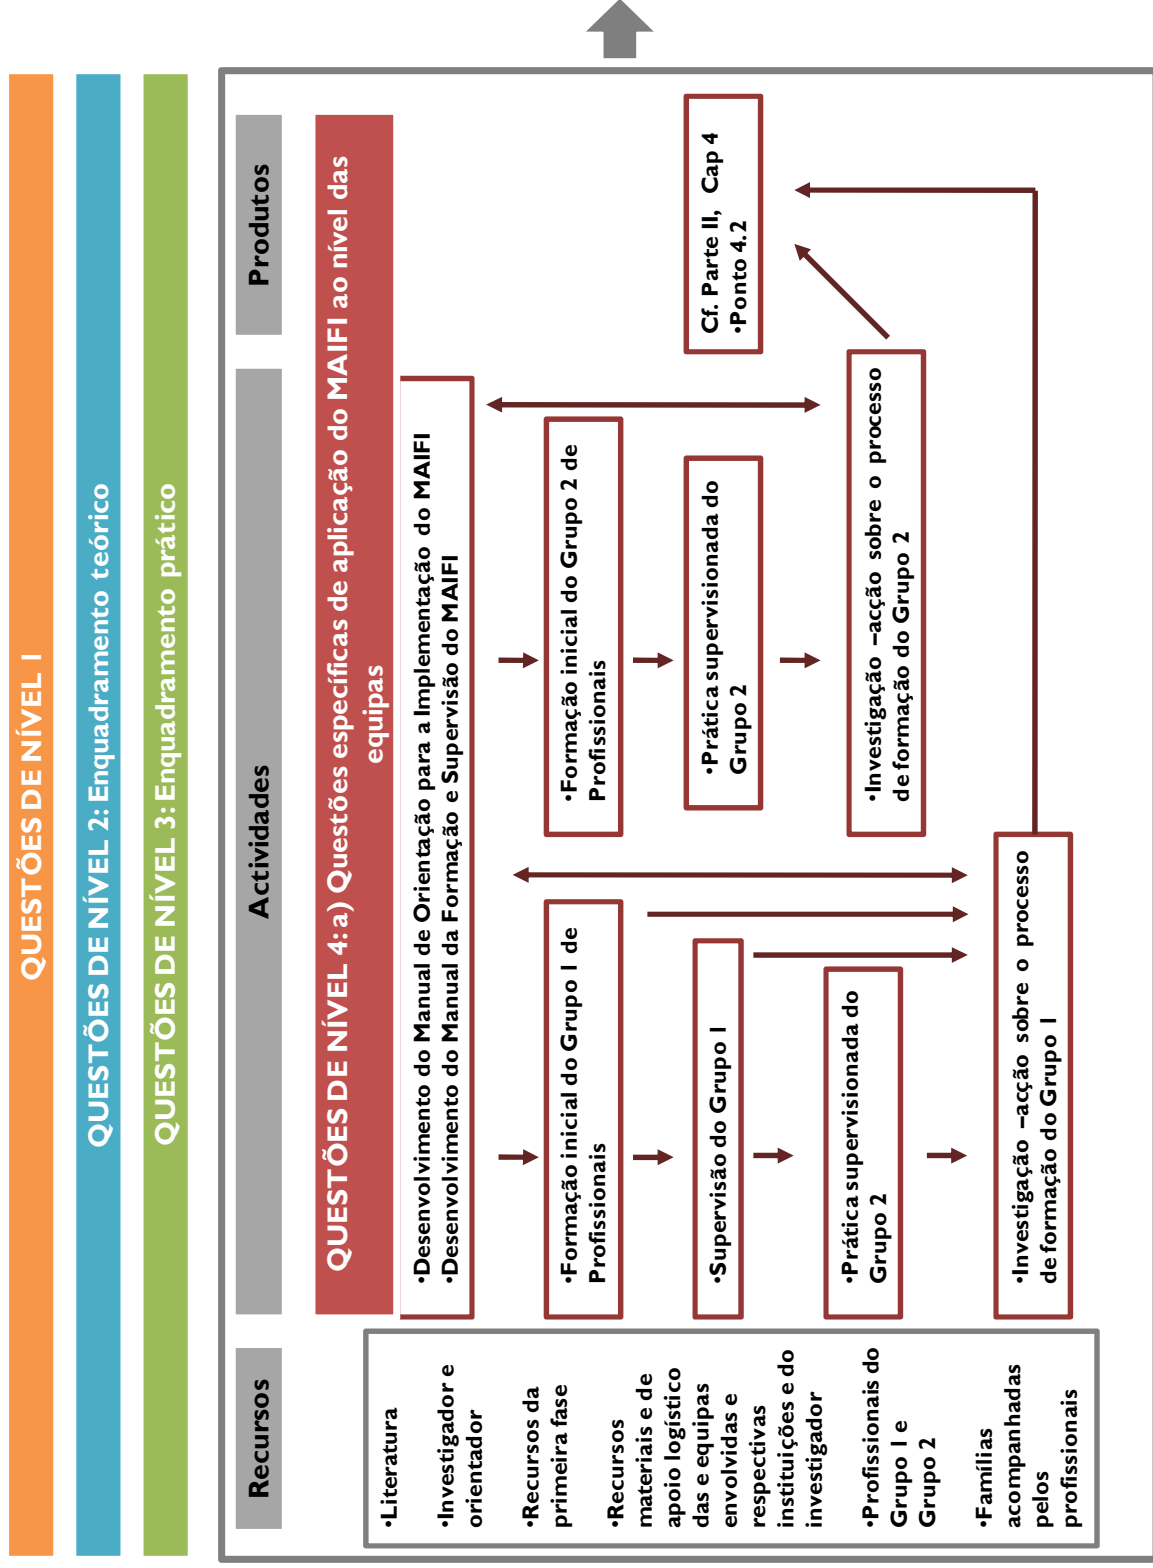 QUESTÕES DE NÍVEL I
QUESTÕES DE NÍVEL 2: Enquadramento teórico
QUESTÕES DE NÍVEL 3: Enquadramento prático
Recursos
Actividades
Produtos
•Literatura
•Investigador e
orientador
•Recursos da
primeira fase
•Recursos
materiais e de
apoio logístico
das e equipas
envolvidas e
respectivas
instituições e do
investigador
•Profissionais do
Grupo I e
Grupo 2
•Famílias
acompanhadas
pelos
profissionais
QUESTÕES DE NÍVEL 4: a) Questões específicas de aplicação do MAIFI ao nível das
equipas
•Desenvolvimento do Manual de Orientação para a Implementação do MAIFI
•Desenvolvimento do Manual da Formação e Supervisão do MAIFI
•Formação inicial do Grupo I de
Profissionais
•Supervisão do Grupo I
•Prática supervisionada do
Grupo 2
•Investigação –acção sobre o processo
de formação do Grupo I
•Formação inicial do Grupo 2 de
Profissionais
•Prática supervisionada do
Grupo 2
•Investigação –acção sobre o processo
de formação do Grupo 2
Cf. Parte II, Cap 4
•Ponto 4.2